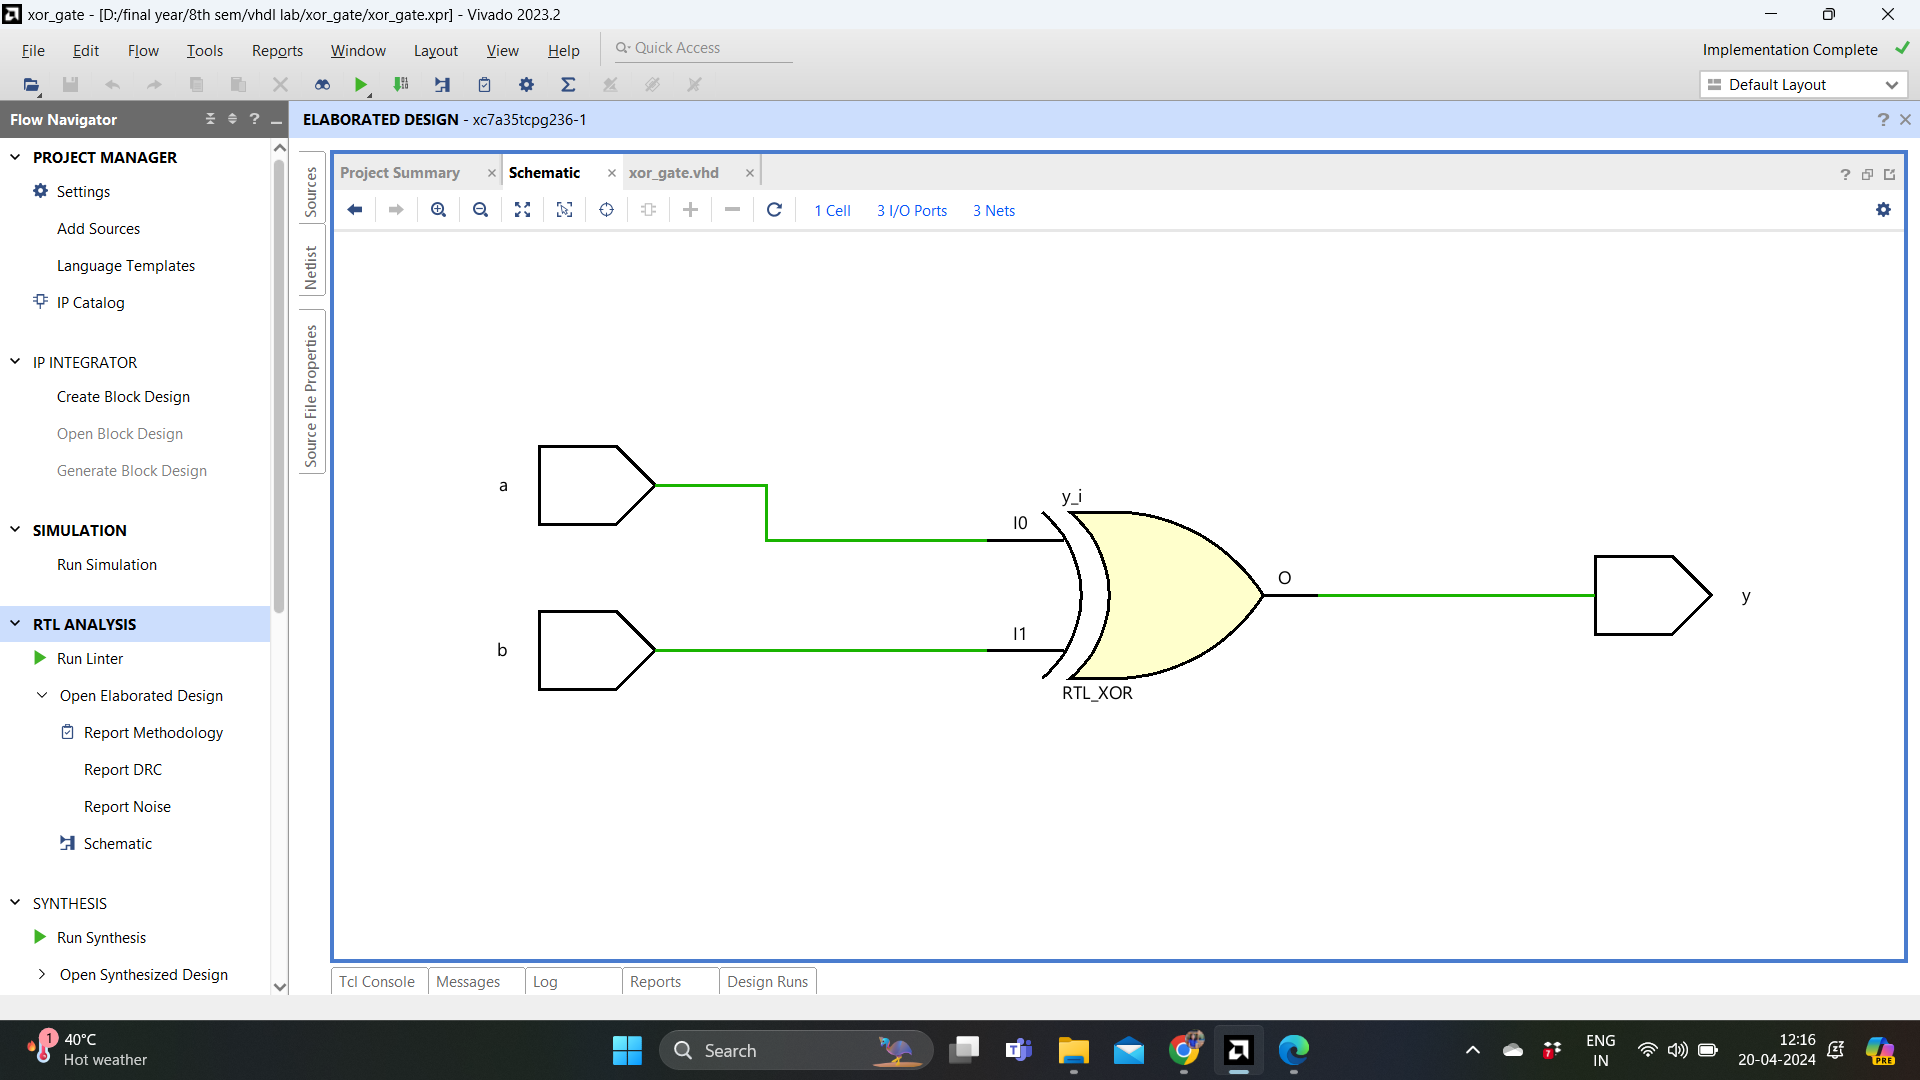 xor_gate - [D:/final year/8th sem/vhdl lab/xor_gate/xor_gate.xpr] - Vivado 2023.2
File Edit Flow Tools Reports Window Layout View Help Quick Access
Implementation Complete
Default Layout
Flow Navigator
ELABORATED DESIGN - xc7a35tcpg236-1
PROJECT MANAGER
Settings
Add Sources
Language Templates
IP Catalog
IP INTEGRATOR
Create Block Design
Open Block Design
Generate Block Design
SIMULATION
Run Simulation
RTL ANALYSIS
Run Linter
Open Elaborated Design
Report Methodology
Report DRC
Report Noise
Schematic
SYNTHESIS
Run Synthesis
Open Synthesized Design
Sources
Netlist
Source File Properties
Project Summary Schematic xor_gate.vhd
1 Cell 3 I/O Ports 3 Nets
a
b
y_i
I0
I1
O
RTL_XOR
y
Tcl Console Messages Log Reports Design Runs
1
40°C
Hot weather
Search
7
ENG
IN
12:16
20-04-2024
PRE